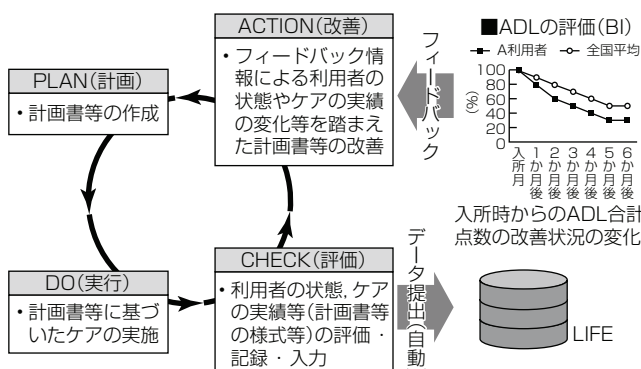 ACTION(改善)
・フィードバック情
報による利用者の
状態やケアの実績
の変化等を踏まえ
た計画書等の改善
PLAN(計画)
・計画書等の作成
DO(実行)
・計画書等に基づ
いたケアの実施
CHECK(評価)
・利用者の状態，ケア
の実績等(計画書等
の様式等)の評価・
記録・入力
フィードバック
データ提出(自動
■ADLの評価(BI)
A利用者 全国平均
(%)
100
80
60
40
20
0
入所月
1か月後
2か月後
3か月後
4か月後
5か月後
6か月後
入所時からのADL合計
点数の改善状況の変化
LIFE